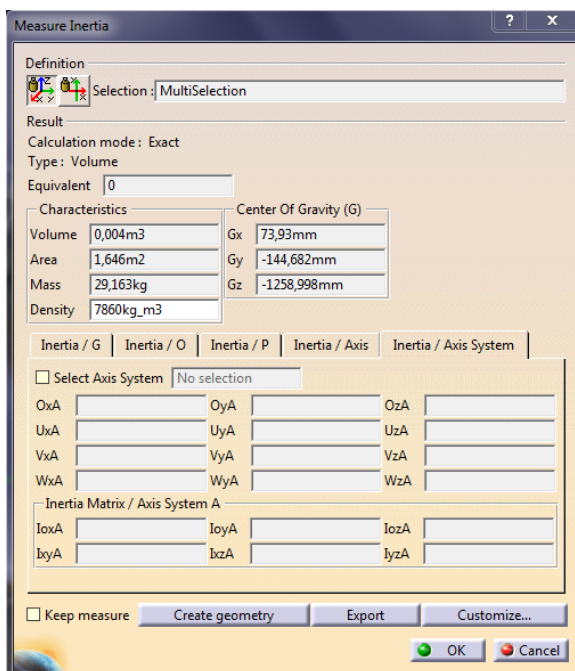 Measure Inertia
Definition
Selection : MultiSelection
Result
Calculation mode : Exact
Type : Volume
Equivalent 0
Characteristics Center Of Gravity (G)
Volume 0,004m3 Gx 73,93mm
Area 1,646m2 Gy -144,682mm
Mass 29,163kg Gz -1258,998mm
Density 7860kg_m3
Inertia / G Inertia / O Inertia / P Inertia / Axis Inertia / Axis System
Select Axis System No selection
OxA OyA OzA
UxA UyA UzA
VxA VyA VzA
WxA WyA WzA
Inertia Matrix / Axis System A
IoxA IoyA IozA
IxyA IxzA IyzA
Keep measure Create geometry Export Customize...
OK Cancel